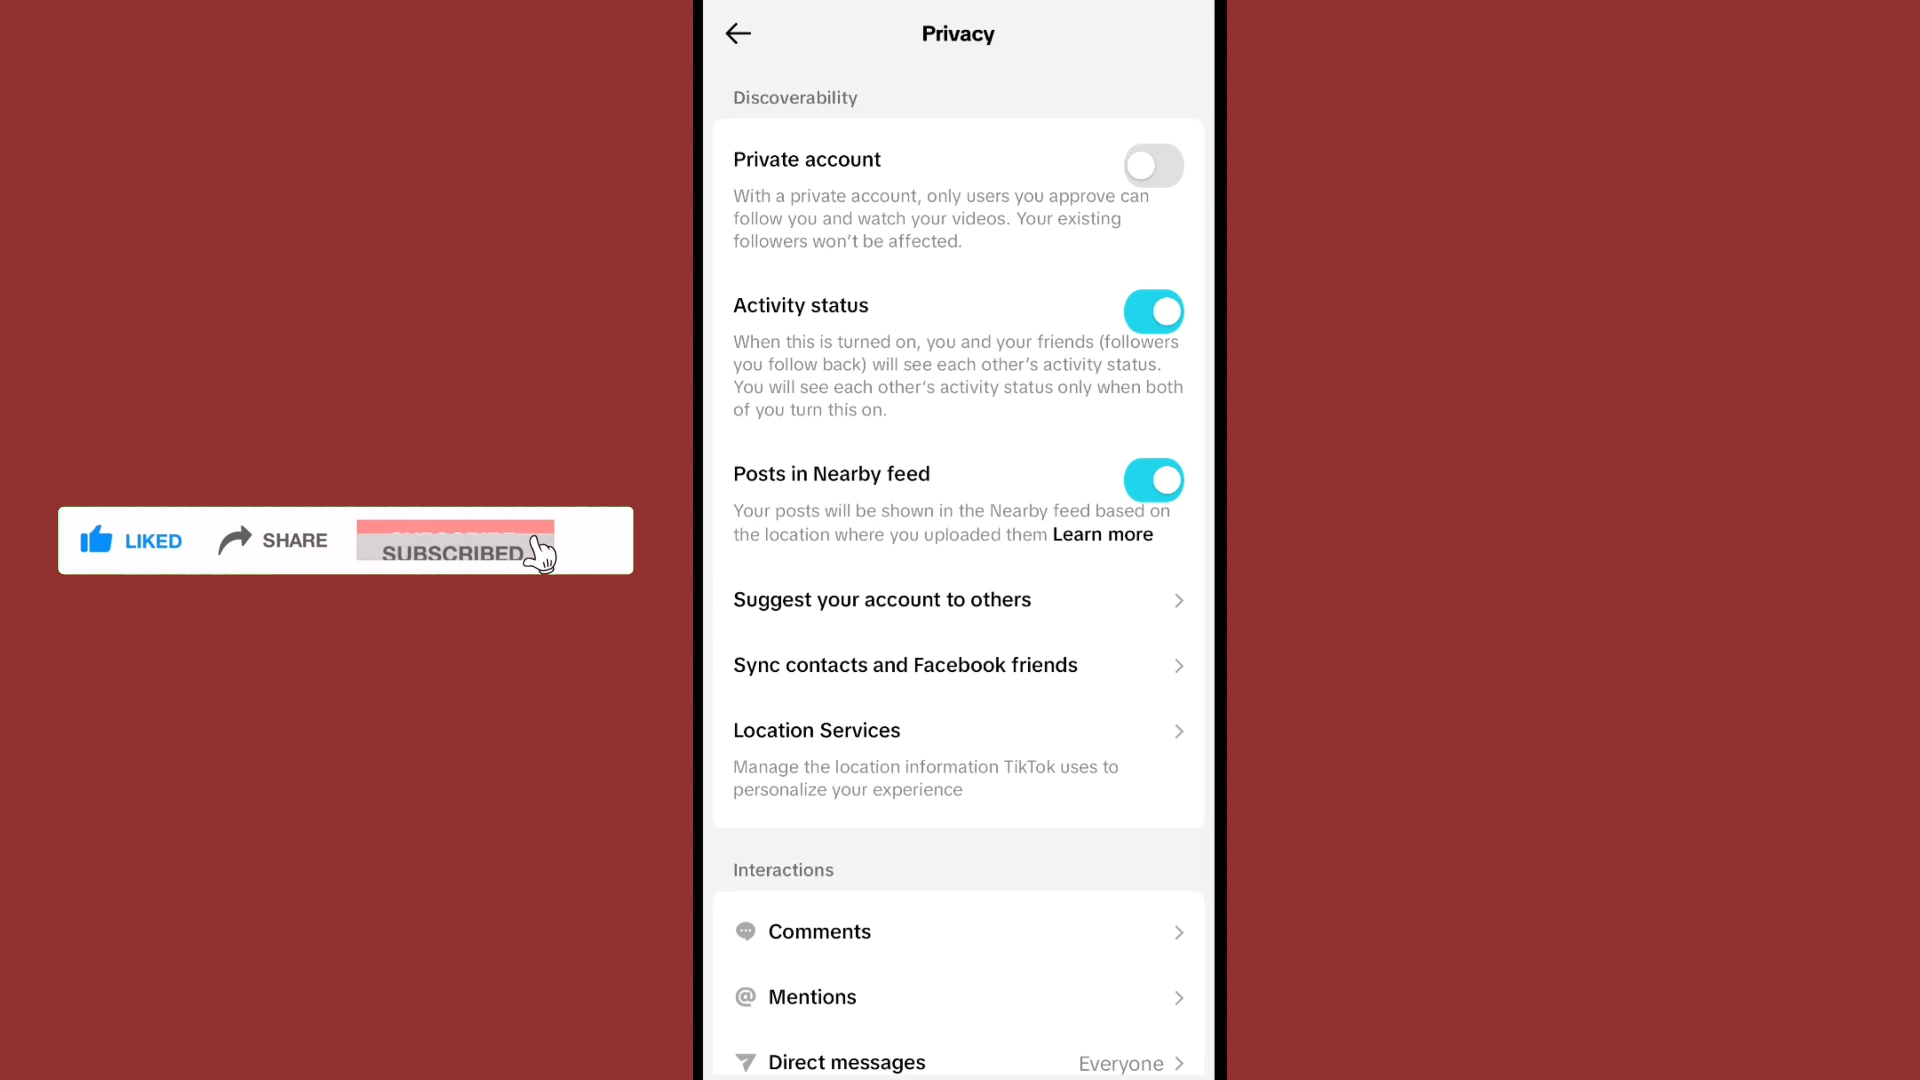 Privacy
Discoverability
Private account
With a private account, only users you approve can
follow you and watch your videos. Your existing
followers won't be affected.
Activity status
When this is turned on, you and your friends (followers
you follow back) will see each other's activity status.
You will see each other's activity status only when both
of you turn this on.
Posts in Nearby feed
Your posts will be shown in the Nearby feed based on
the location where you uploaded them Learn more
Suggest your account to others
Sync contacts and Facebook friends
Location Services
Manage the location information TikTok uses to
personalize your experience
Interactions
Comments
Mentions
Direct messages Everyone
LIKED SHARE SUBSCRIBED